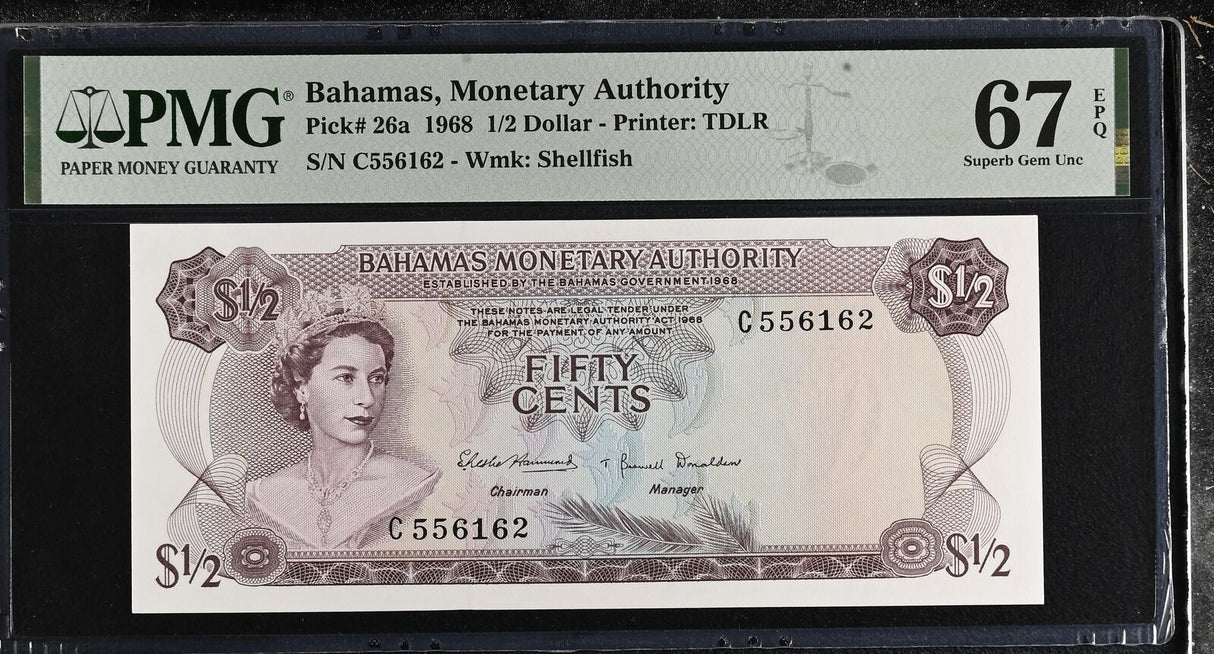 PMG®
PAPER MONEY GUARANTY
Bahamas, Monetary Authority
Pick# 26a 1968 1/2 Dollar - Printer: TDLR
S/N C556162 - Wmk: Shellfish
67
EPQ
Superb Gem Unc
$1/2
BAHAMAS MONETARY AUTHORITY
ESTABLISHED BY THE BAHAMAS GOVERNMENT 1968
$1/2
THESE NOTES ARE LEGAL TENDER UNDER
THE BAHAMAS MONETARY AUTHORITY ACT 1968
FOR THE PAYMENT OF ANY AMOUNT
C556162
FIFTY
CENTS
Chairman Manager
C556162
$1/2
$1/2